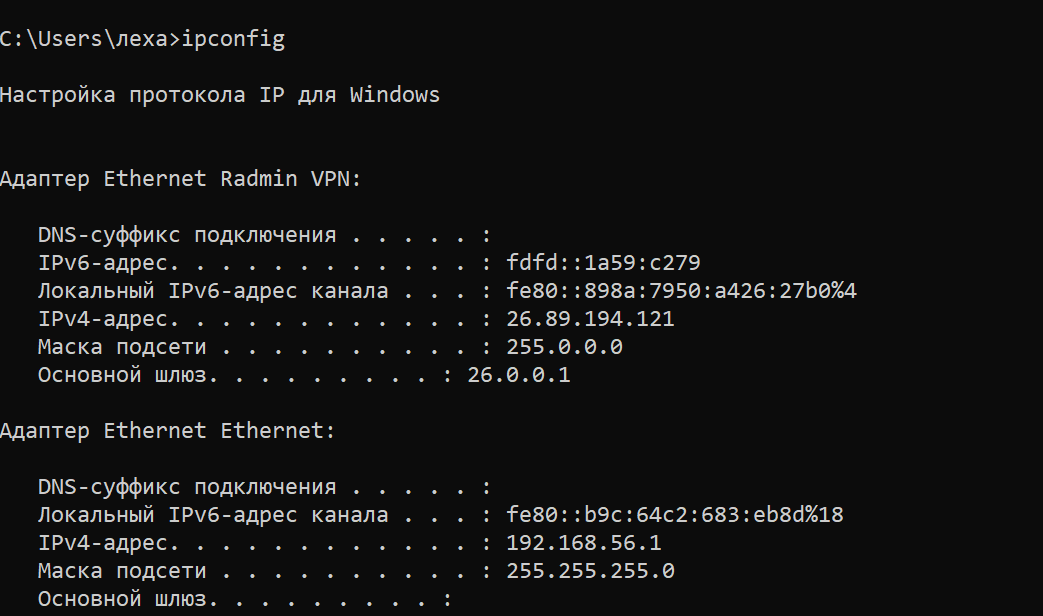 C:\Users\леха>ipconfig
Настройка протокола IP для Windows
Адаптер Ethernet Radmin VPN:
DNS-суффикс подключения . . . . . :
IPv6-адрес. . . . . . . . . . . . : fdfd::1a59:c279
Локальный IPv6-адрес канала . . . : fe80::898a:7950:a426:27b0%4
IPv4-адрес. . . . . . . . . . . . : 26.89.194.121
Маска подсети . . . . . . . . . . : 255.0.0.0
Основной шлюз. . . . . . . . . : 26.0.0.1
Адаптер Ethernet Ethernet:
DNS-суффикс подключения . . . . . :
Локальный IPv6-адрес канала . . . : fe80::b9c:64c2:683:eb8d%18
IPv4-адрес. . . . . . . . . . . . : 192.168.56.1
Маска подсети . . . . . . . . . . : 255.255.255.0
Основной шлюз. . . . . . . . . :